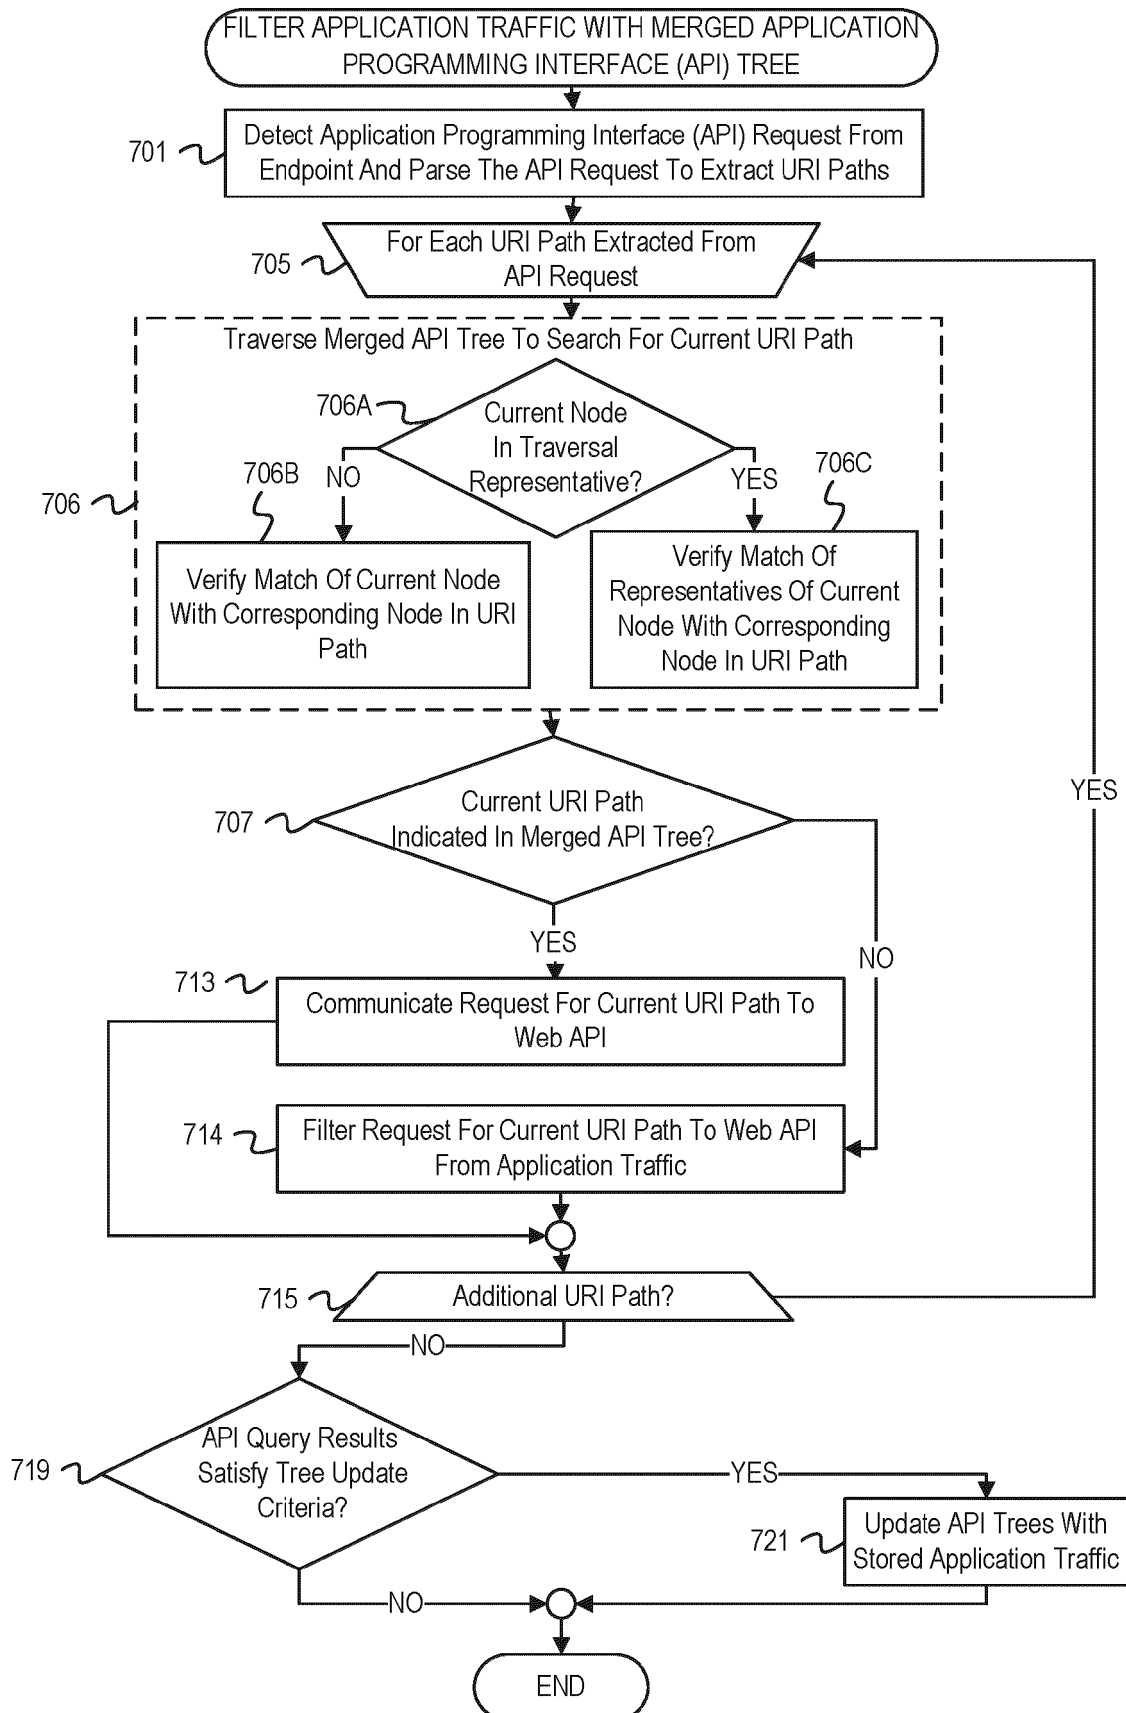 FILTER APPLICATION TRAFFIC WITH MERGED APPLICATION
PROGRAMMING INTERFACE (API) TREE
701
Detect Application Programming Interface (API) Request From
Endpoint And Parse The API Request To Extract URI Paths
705
For Each URI Path Extracted From
API Request
Traverse Merged API Tree To Search For Current URI Path
706A
Current Node
In Traversal
Representative?
NO
YES
706
706B
706C
Verify Match Of Current Node
With Corresponding Node In URI
Path
Verify Match Of
Representatives Of Current
Node With Corresponding
Node In URI Path
707
Current URI Path
Indicated In Merged API Tree?
YES
YES
NO
713
Communicate Request For Current URI Path To
Web API
714
Filter Request For Current URI Path To Web API
From Application Traffic
715
Additional URI Path?
NO
719
API Query Results
Satisfy Tree Update
Criteria?
YES
721
Update API Trees With
Stored Application Traffic
NO
END